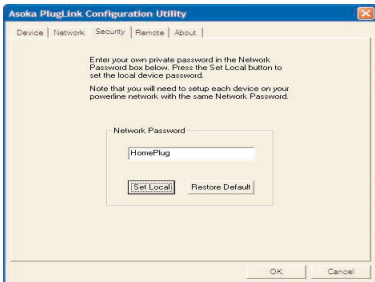 Asoka PlugLink Configuration Utility
Device Network Security Remote About
Enter your own private password in the Network
Password box below. Press the Set Local button to
set the local device password.
Note that you will need to setup each device on your
powerline network with the same Network Password.
Network Password
HomePlug
Set Local Restore Default
OK Cancel